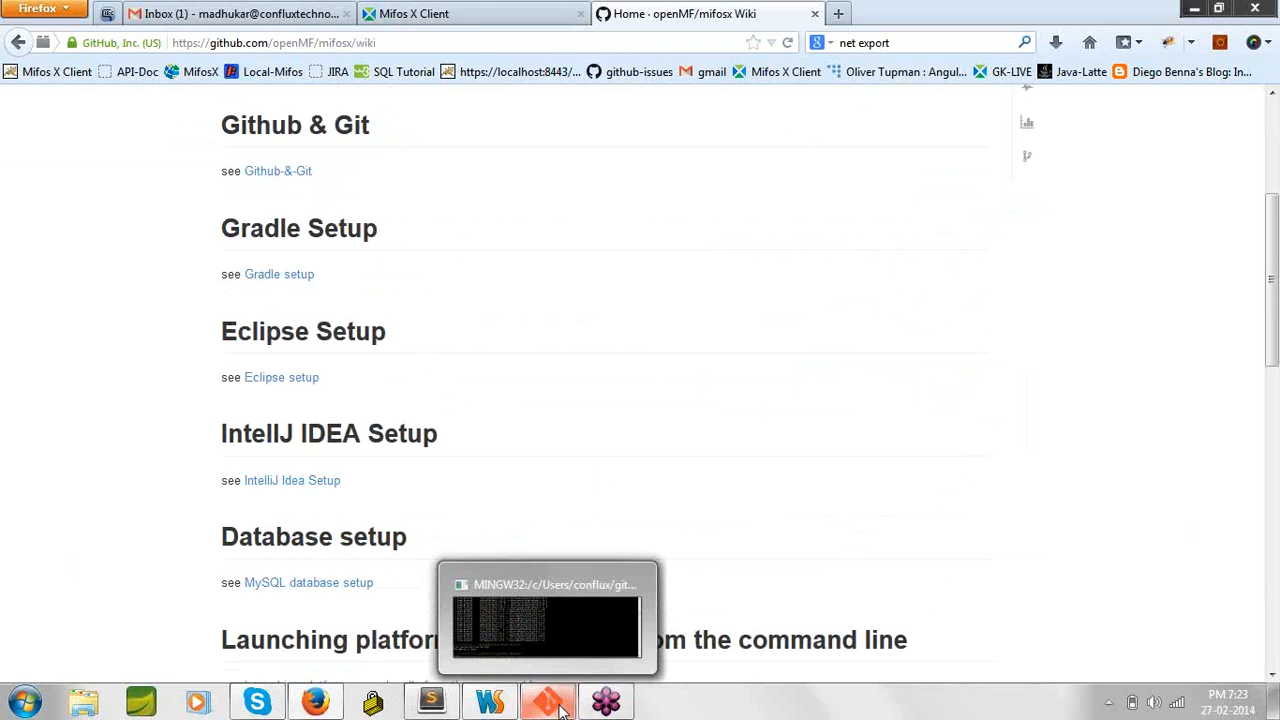 Firefox
Inbox (1) - madhukar@confluxtechno...
Mifos X Client
Home · openMF/mifosx Wiki
GitHub, Inc. (US)
https://github.com/openMF/mifosx/wiki
net export
Mifos X Client
API-Doc
MifosX
Local-Mifos
JIRA
SQL Tutorial
https://localhost:8443/...
github-issues
gmail
Mifos X Client
Oliver Tupman : Angul...
GK-LIVE
Java-Latte
Diego Benna's Blog: In...
Github & Git
see Github-&-Git
Gradle Setup
see Gradle setup
Eclipse Setup
see Eclipse setup
IntellJ IDEA Setup
see IntelliJ Idea Setup
Database setup
see MySQL database setup
MINGW32:/c/Users/conflux/git...
Launching platfor
m the command line
PM 7:23
27-02-2014